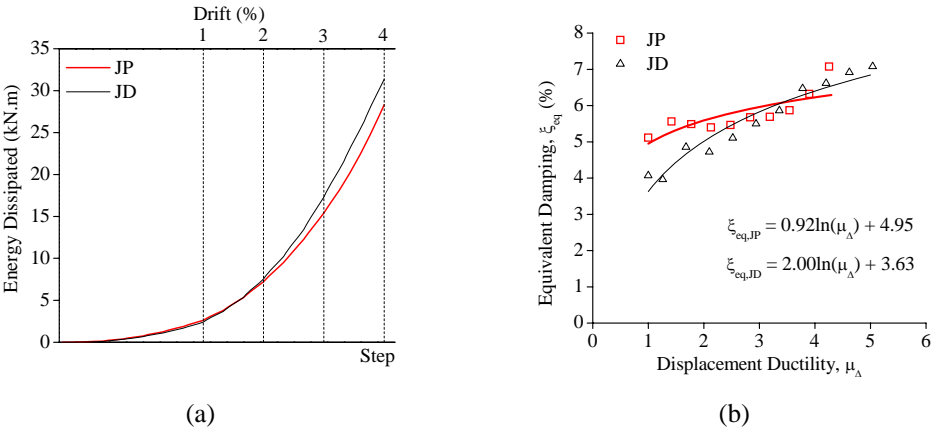 Drift (%)
1 2 3 4
35
30
25
20
15
10
5
0
Energy Dissipated (kN.m)
JP
JD
Step
(a)
8
7
6
5
4
3
2
1
0
Equivalent Damping, ξeq (%)
JP
JD
ξeq,JP = 0.92ln(μΔ) + 4.95
ξeq,JD = 2.00ln(μΔ) + 3.63
0 1 2 3 4 5 6
Displacement Ductility, μΔ
(b)